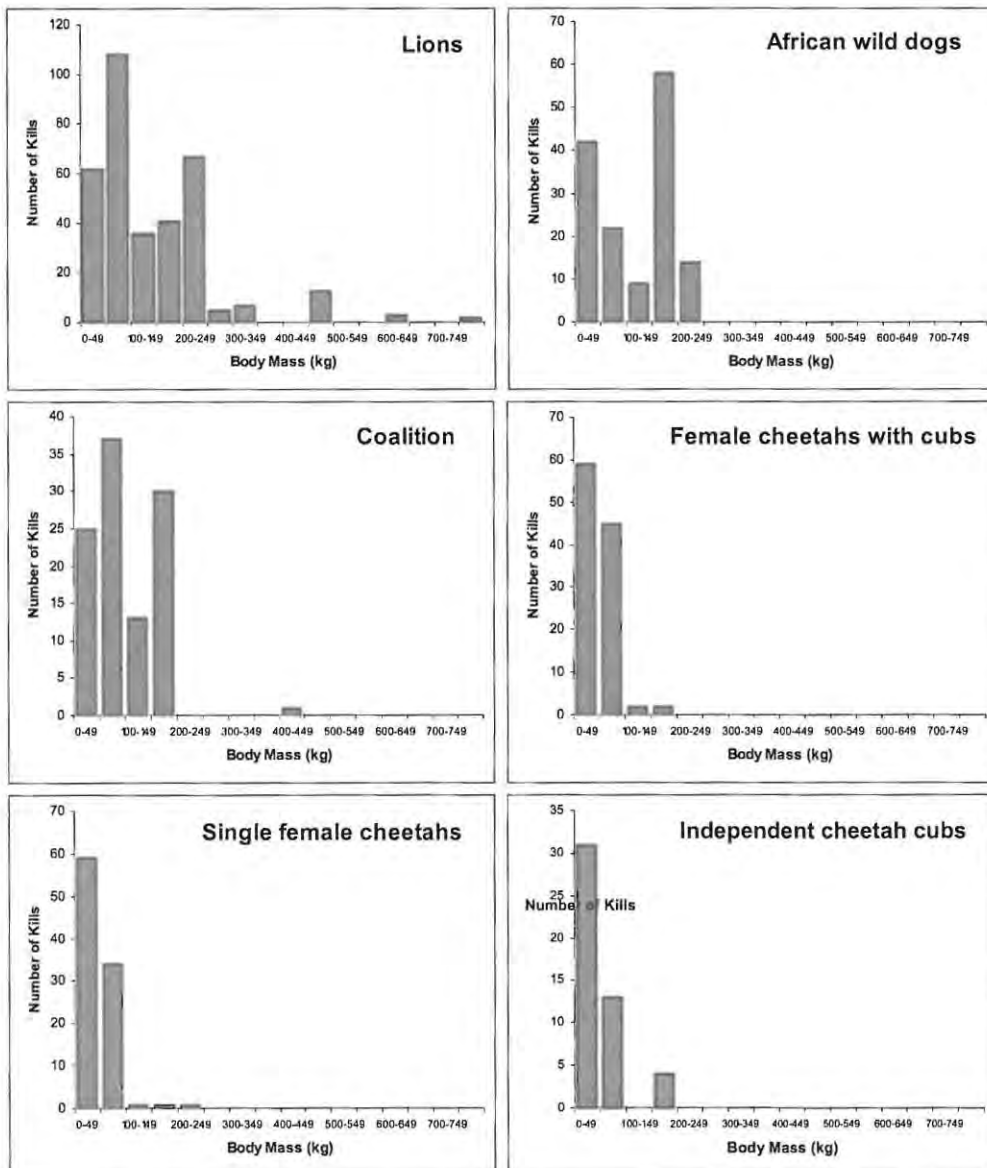 Lions
120
100
80
60
40
20
0
Number of Kills
0-49 100-149 200-249 300-349 400-449 500-549 600-649 700-749
Body Mass (kg)
African wild dogs
70
60
50
40
30
20
10
0
Number of Kills
0-49 100-149 200-249 300-349 400-449 500-549 600-649 700-749
Body Mass (kg)
Coalition
40
35
30
25
20
15
10
5
0
Number of Kills
0-49 100-149 200-249 300-349 400-449 500-549 600-649 700-749
Body Mass (kg)
Female cheetahs with cubs
70
60
50
40
30
20
10
0
Number of Kills
0-49 100-149 200-249 300-349 400-449 500-549 600-649 700-749
Body Mass (kg)
Single female cheetahs
70
60
50
40
30
20
10
0
Number of Kills
0-49 100-149 200-249 300-349 400-449 500-549 600-649 700-749
Body Mass (kg)
Independent cheetah cubs
35
30
25
Number of Kills
20
15
10
5
0
0-49 100-149 200-249 300-349 400-449 500-549 600-649 700-749
Body Mass (kg)